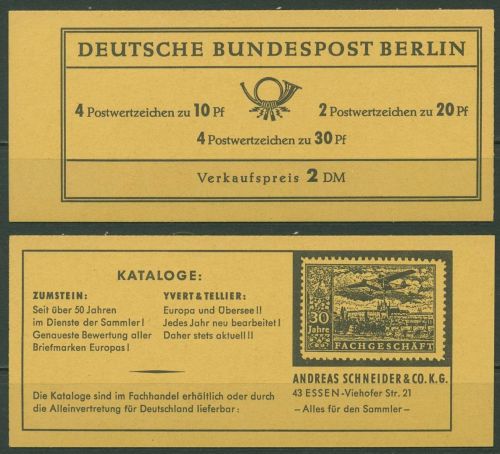 DEUTSCHE BUNDESPOST BERLIN
4 Postwertzeichen zu 10 Pf
2 Postwertzeichen zu 20 Pf
4 Postwertzeichen zu 30 Pf
Verkaufspreis 2 DM
KATALOGE:
ZUMSTEIN:
Seit über 50 Jahren
im Dienste der Sammler!
Genaueste Bewertung aller
Briefmarken Europas!
YVERT & TELLIER:
Europa und Übersee!!
Jedes Jahr neu bearbeitet!
Daher stets aktuell!!
Die Kataloge sind im Fachhandel erhältlich oder durch
die Alleinvertretung für Deutschland lieferbar:
30
Jahre
FACHGESCHÄFT
ANDREAS SCHNEIDER & CO. K.G.
43 ESSEN-Viehofer Str. 21
– Alles für den Sammler –